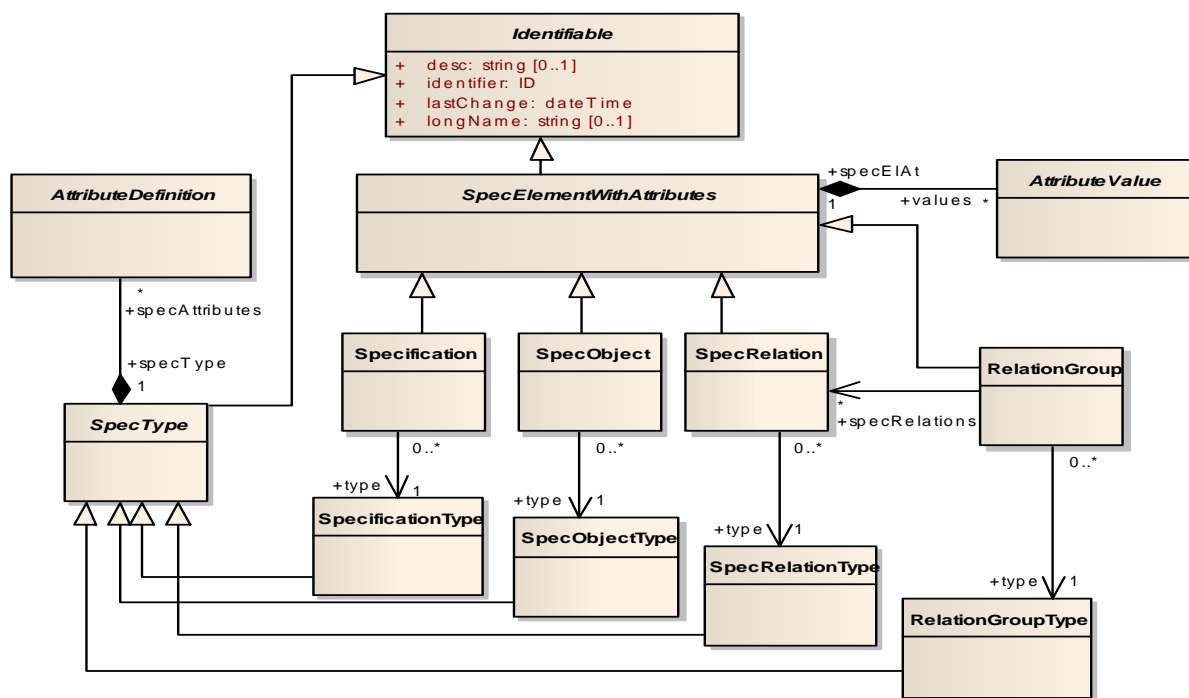 Identifiable
+ desc: string [0..1]
+ identifier: ID
+ lastChange: dateTime
+ longName: string [0..1]
AttributeDefinition
SpecElementWithAttributes
+specElAt
1
+values *
AttributeValue
*
+specAttributes
+specType
1
SpecType
Specification
SpecObject
SpecRelation
RelationGroup
*
+specRelations
0..*
0..*
0..*
0..*
+type 1
SpecificationType
+type 1
SpecObjectType
+type 1
SpecRelationType
+type 1
RelationGroupType